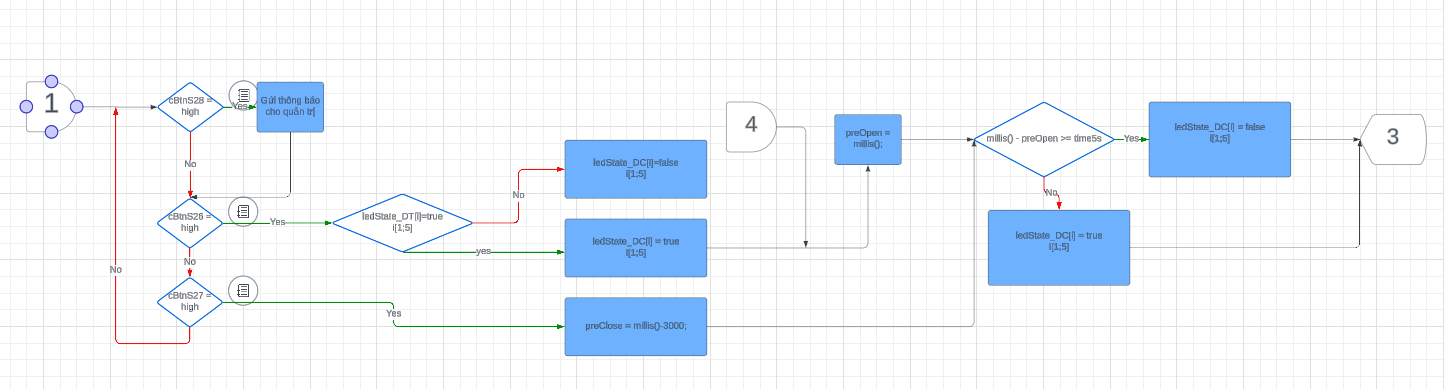 1
cBtnS28 =
high
Yes
Gửi thông báo
cho quản trị
No
cBtnS26 =
high
Yes
No
cBtnS27 =
high
Yes
No
ledState_DT[i]=true
i[1;5]
No
yes
ledState_DC[i]=false
i[1;5]
ledState_DC[i] = true
i[1;5]
preClose = millis()-3000;
4
preOpen =
millis();
millis() - preOpen >= time5s
Yes
No
ledState_DC[i] = false
i[1;5]
ledState_DC[i] = true
i[1;5]
3